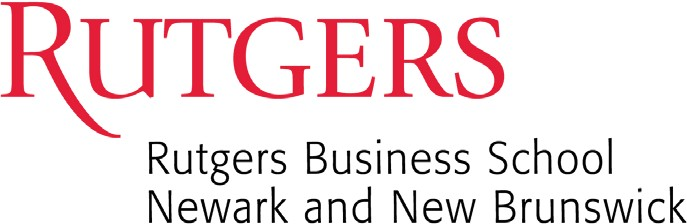 RUTGERS
Rutgers Business School
Newark and New Brunswick